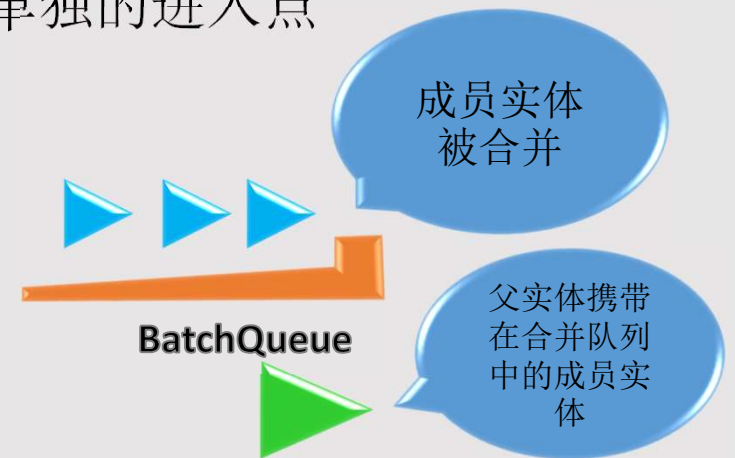 单独的进入点
成员实体
被合并
BatchQueue
父实体携带
在合并队列
中的成员实
体